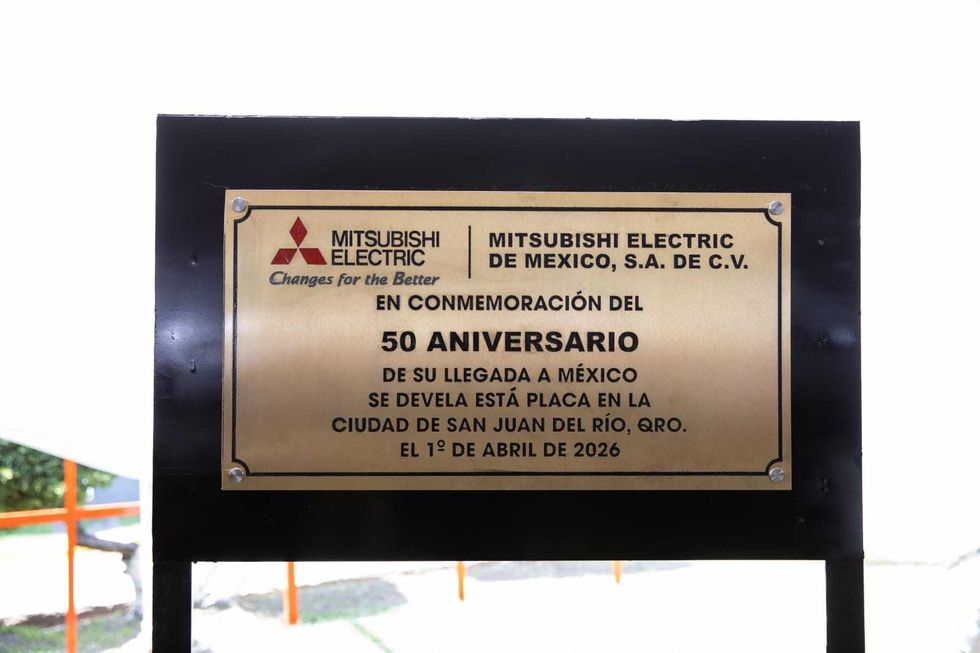 MITSUBISHI
ELECTRIC
Changes for the Better
MITSUBISHI ELECTRIC
DE MEXICO, S.A. DE C.V.
EN CONMEMORACIÓN DEL
50 ANIVERSARIO
DE SU LLEGADA A MÉXICO
SE DEVELA ESTÁ PLACA EN LA
CIUDAD DE SAN JUAN DEL RÍO, QRO.
EL 1º DE ABRIL DE 2026